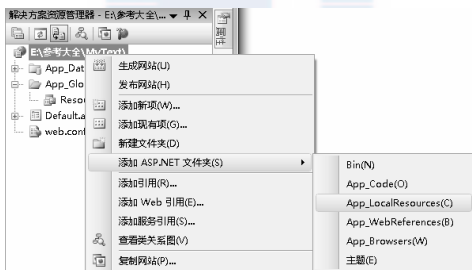 解决方案资源管理器 - E:\参考大全\...
E:\参考大全\MyText\
App_Dat
App_Glo
Resou
Default.a
web.conf
生成网站(U)
发布网站(H)
添加新项(W)...
添加现有项(G)...
新建文件夹(D)
添加 ASP.NET 文件夹(S)
添加引用(R)...
添加 Web 引用(E)...
添加服务引用(S)...
查看类关系图(V)
复制网站(P)...
Bin(N)
App_Code(O)
App_LocalResources(C)
App_WebReferences(B)
App_Browsers(W)
主题(E)